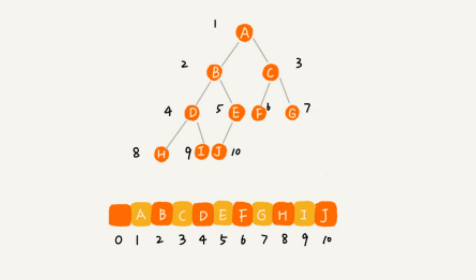 1 A
2 B C 3
4 D 5 E F 6 G 7
8 H 9 I J 10
A B C D E F G H I J
0 1 2 3 4 5 6 7 8 9 10